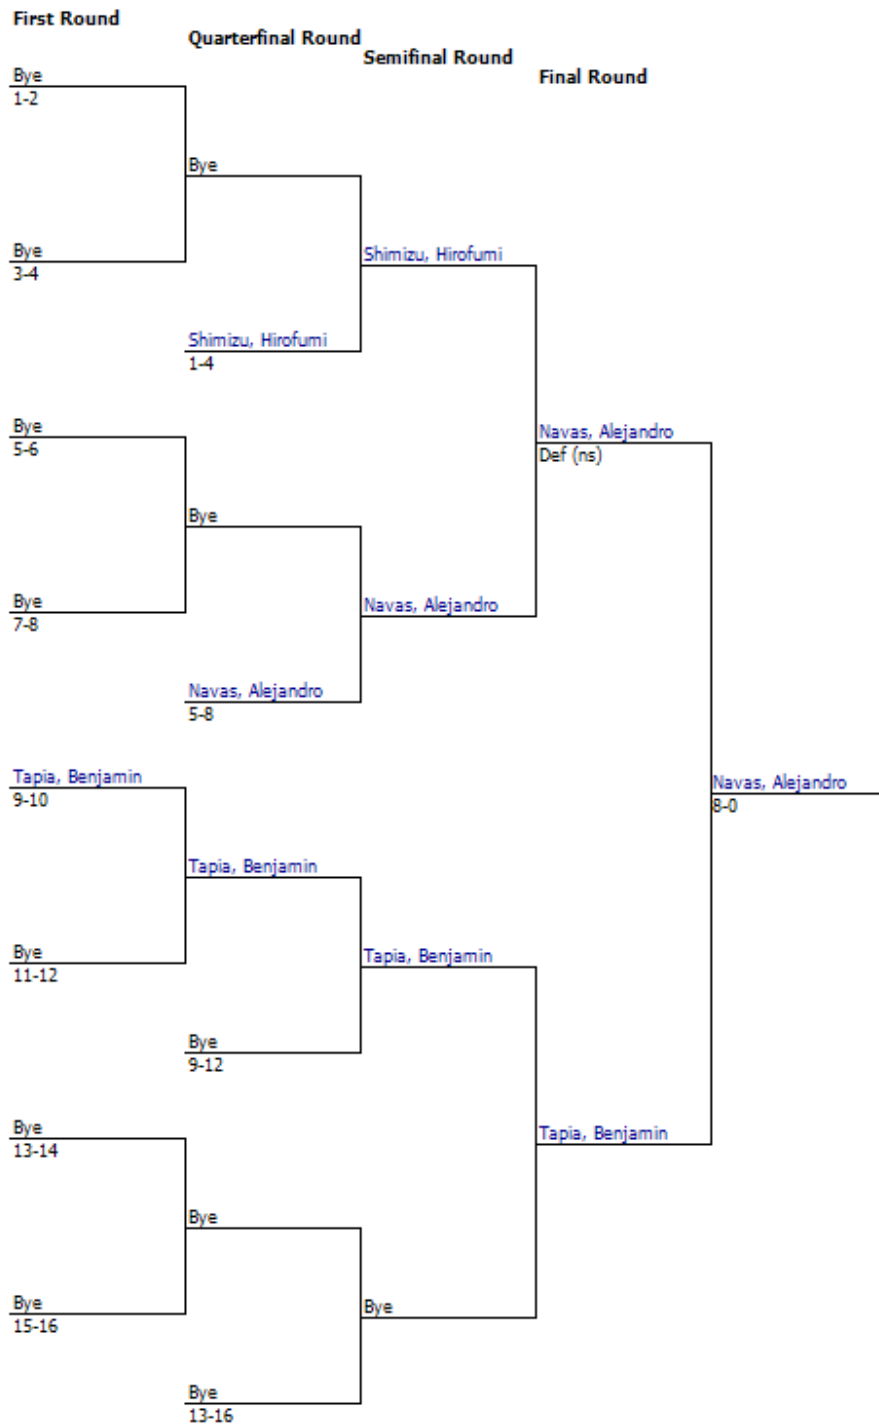 First Round
Quarterfinal Round
Semifinal Round
Final Round
Bye
1-2
Bye
Bye
3-4
Shimizu, Hirofumi
Shimizu, Hirofumi
1-4
Bye
5-6
Navas, Alejandro
Def (ns)
Bye
Bye
7-8
Navas, Alejandro
Navas, Alejandro
5-8
Tapia, Benjamin
9-10
Navas, Alejandro
8-0
Tapia, Benjamin
Bye
11-12
Tapia, Benjamin
Bye
9-12
Bye
13-14
Tapia, Benjamin
Bye
Bye
15-16
Bye
Bye
13-16